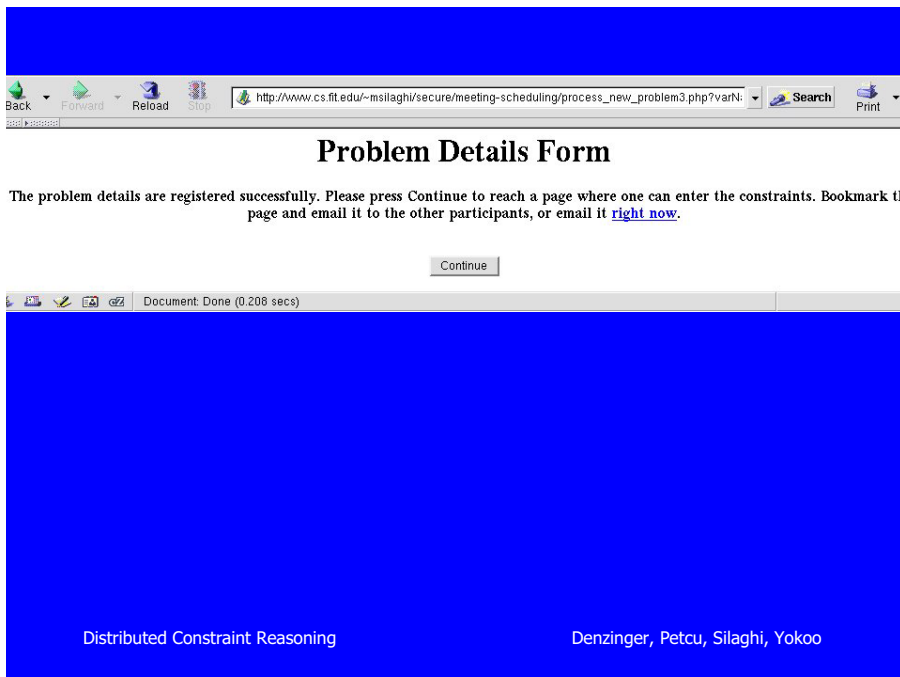 Back Forward Reload Stop http://www.cs.fit.edu/~msilaghi/secure/meeting-scheduling/process_new_problem3.php?varN Search Print
Problem Details Form
The problem details are registered successfully. Please press Continue to reach a page where one can enter the constraints. Bookmark
page and email it to the other participants, or email it right now.
Continue
Document: Done (0.208 secs)
Distributed Constraint Reasoning
Denzinger, Petcu, Silaghi, Yokoo